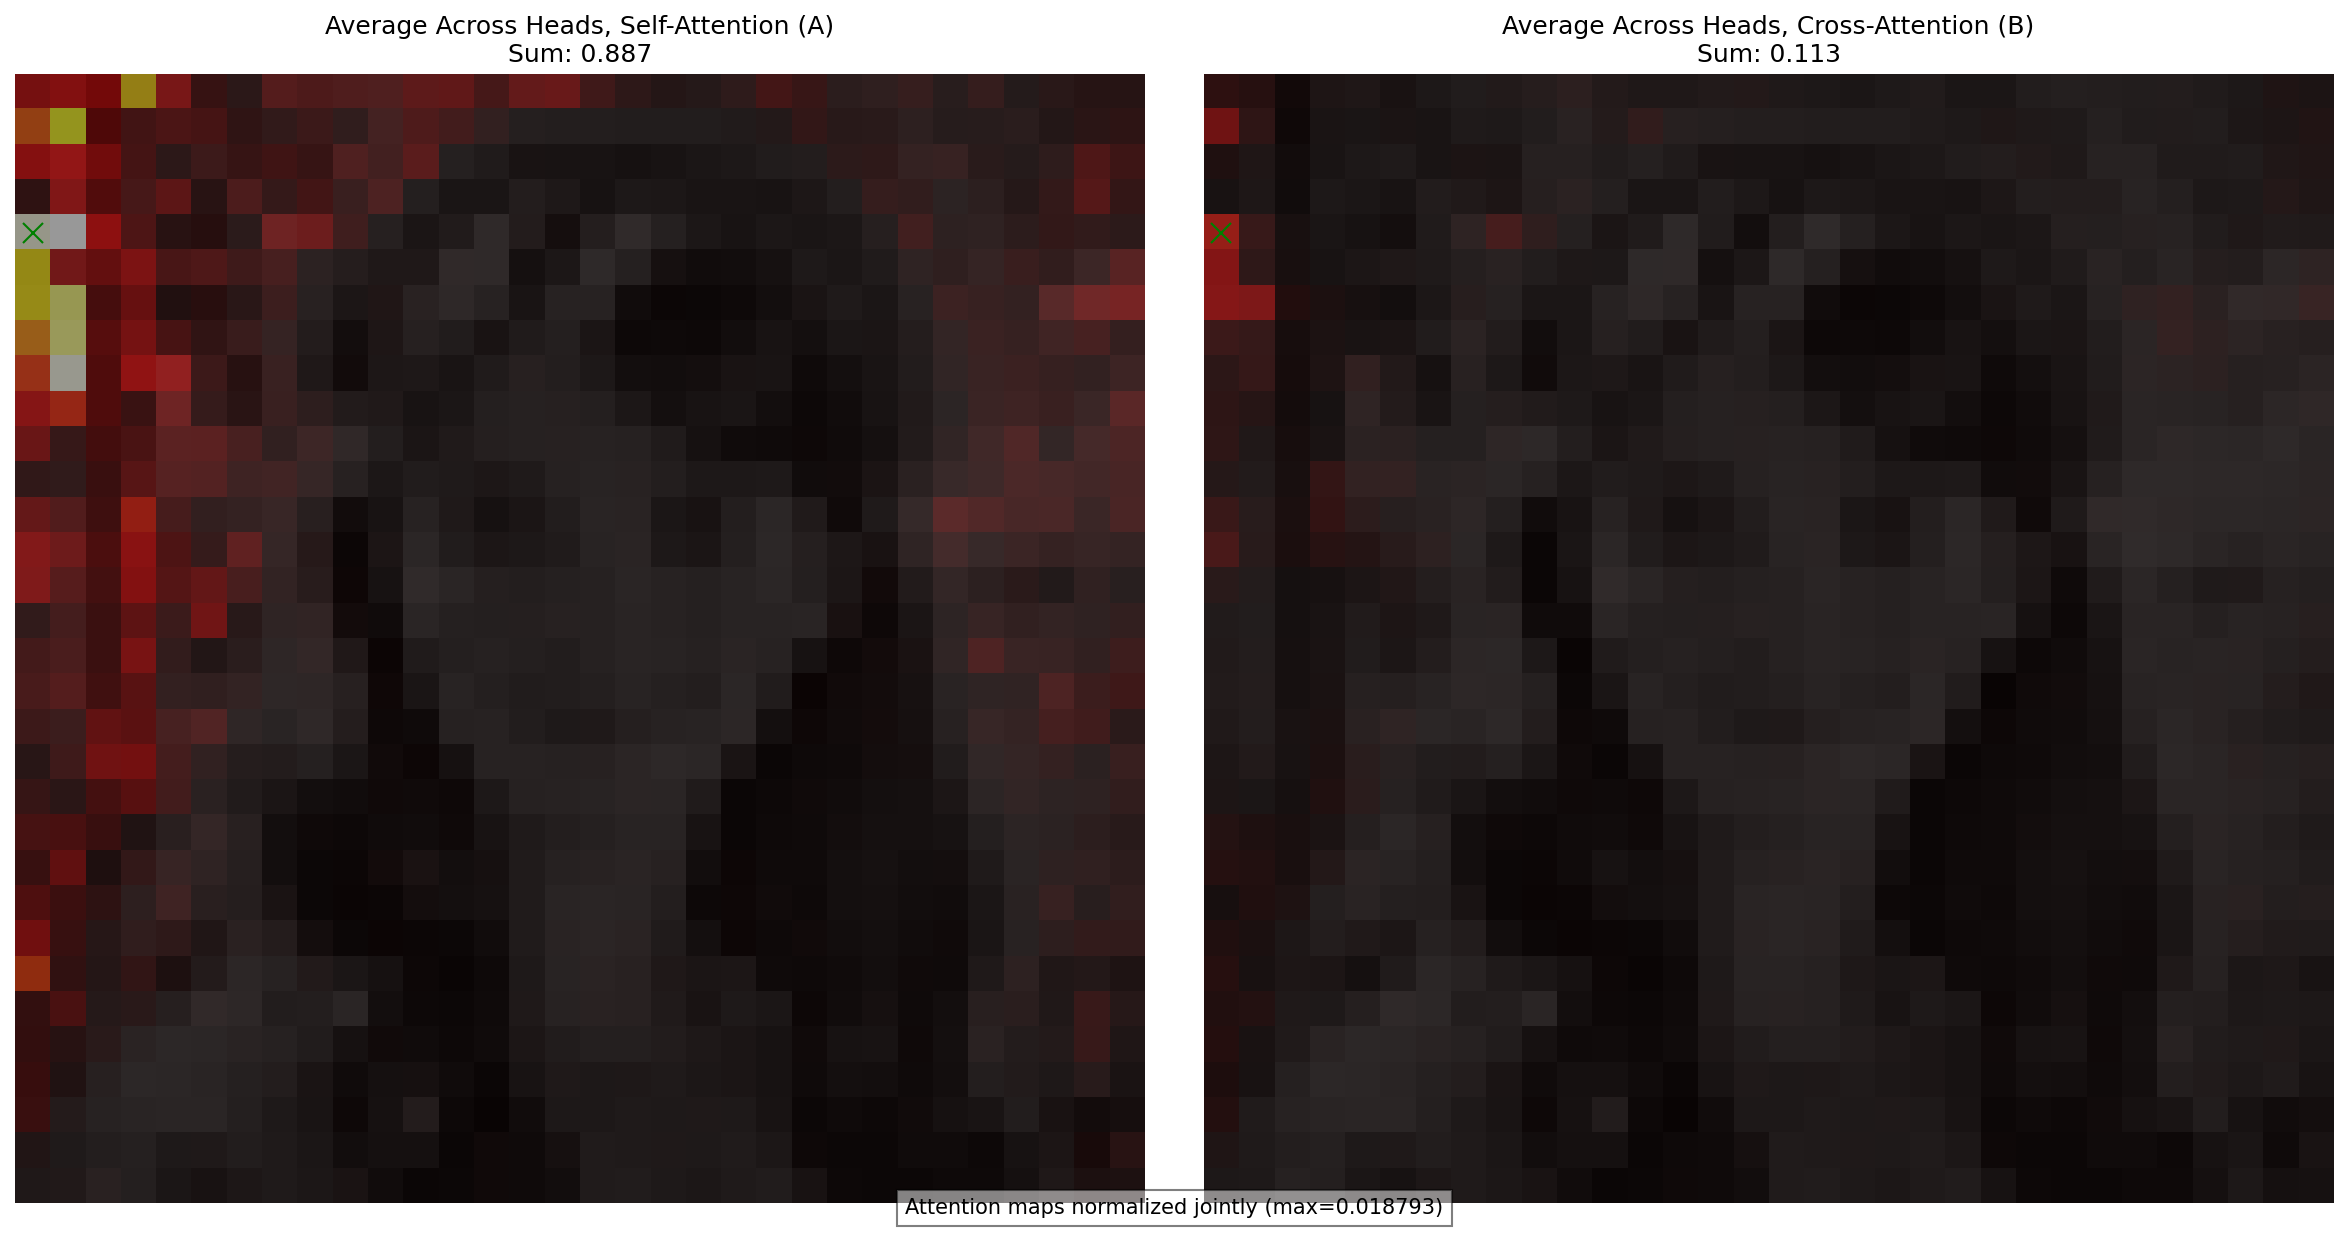 Average Across Heads, Self-Attention (A)
Sum: 0.887
Average Across Heads, Cross-Attention (B)
Sum: 0.113
Attention maps normalized jointly (max=0.018793)